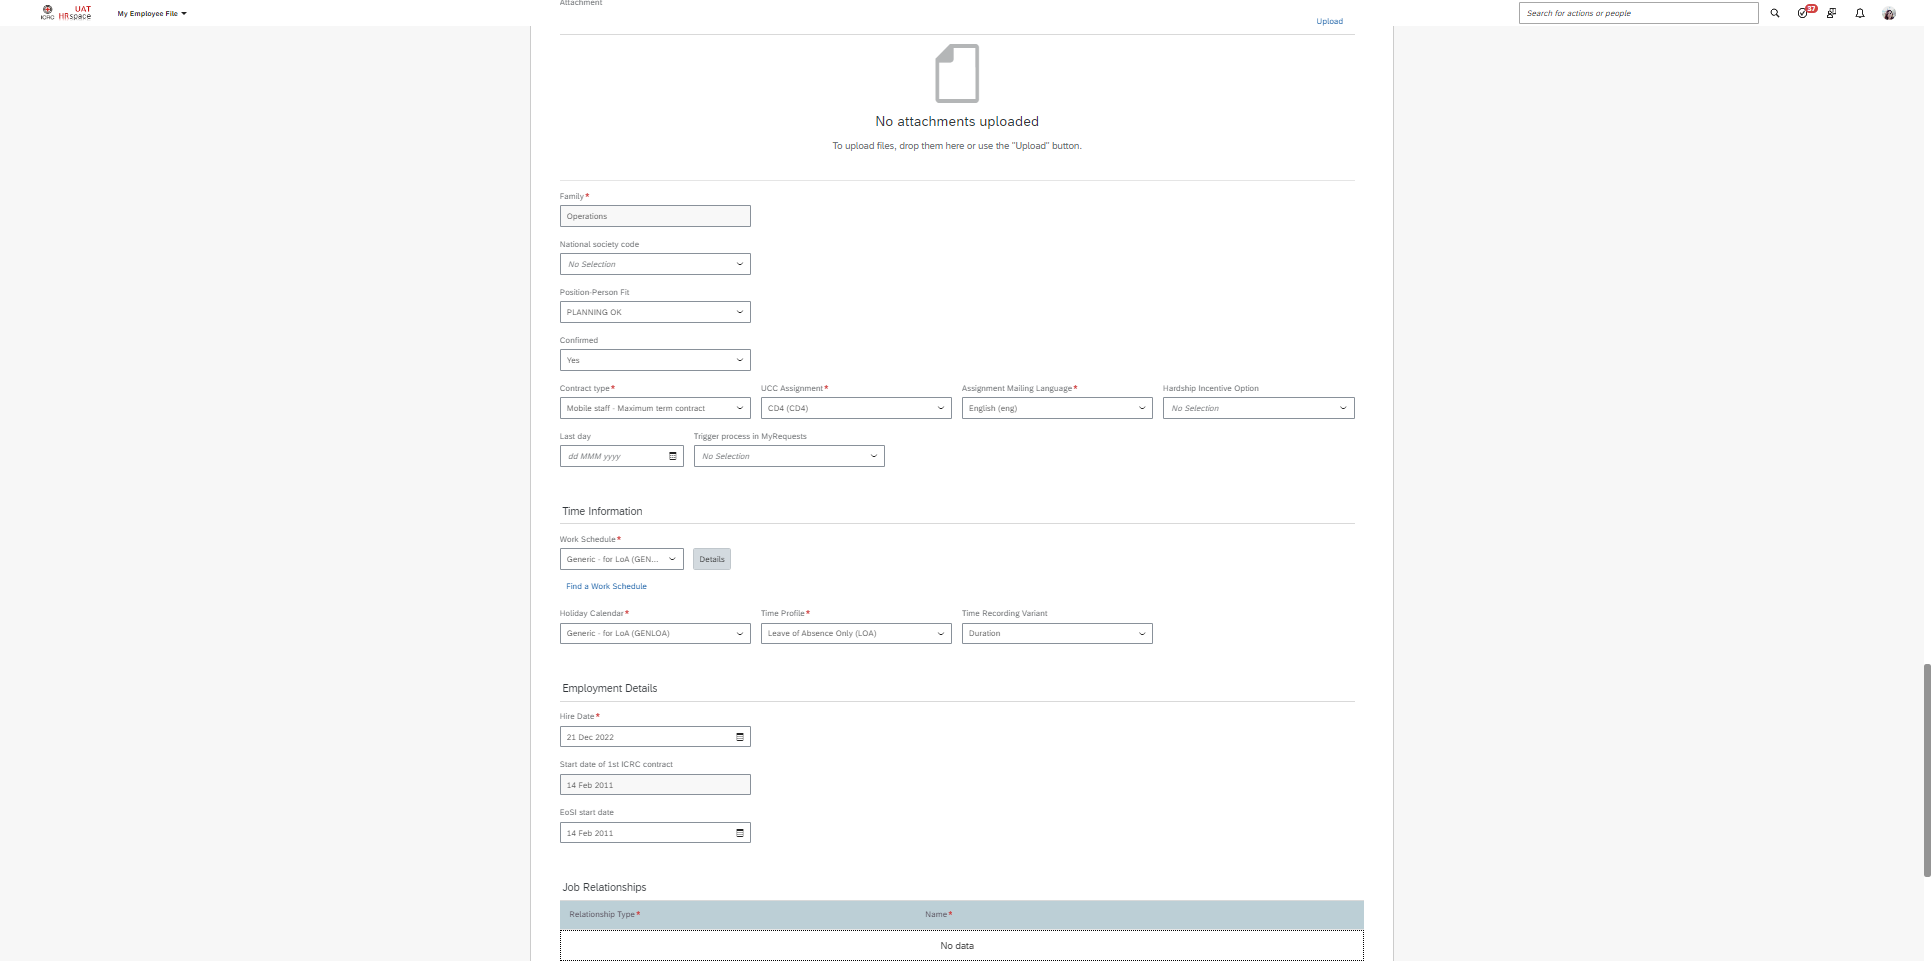 ICRC
UAT
HRspace
My Employee File
Search for actions or people
37
Attachment
Upload
No attachments uploaded
To upload files, drop them here or use the "Upload" button.
Family*
Operations
National society code
No Selection
Position-Person Fit
PLANNING OK
Confirmed
Yes
Contract type* UCC Assignment* Assignment Mailing Language* Hardship Incentive Option
Mobile staff - Maximum term contract CD4 (CD4) English (eng) No Selection
Last day Trigger process in MyRequests
dd MMM yyyy No Selection
Time Information
Work Schedule*
Generic - for LoA (GEN... Details
Find a Work Schedule
Holiday Calendar* Time Profile* Time Recording Variant
Generic - for LoA (GENLOA) Leave of Absence Only (LOA) Duration
Employment Details
Hire Date*
21 Dec 2022
Start date of 1st ICRC contract
14 Feb 2011
EoSI start date
14 Feb 2011
Job Relationships
Relationship Type* Name*
No data